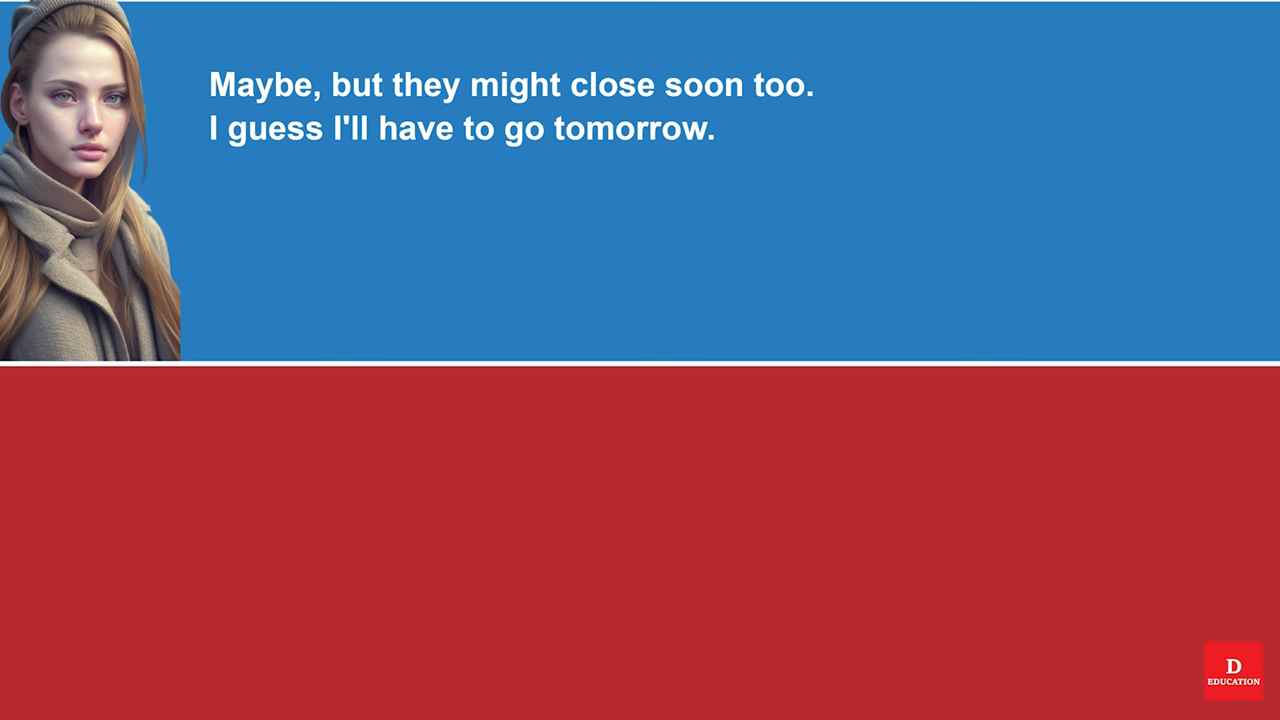 Maybe, but they might close soon too.
I guess I'll have to go tomorrow.
D
EDUCATION